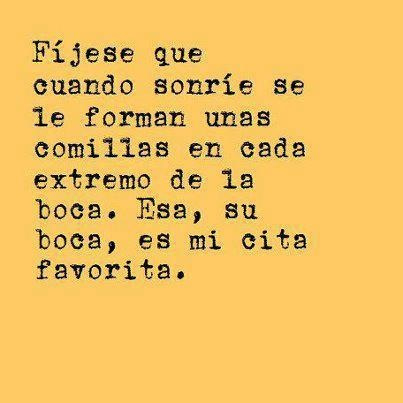 Fíjese que
cuando sonríe se
le forman unas
comillas en cada
extremo de la
boca. Esa, su
boca, es mi cita
favorita.